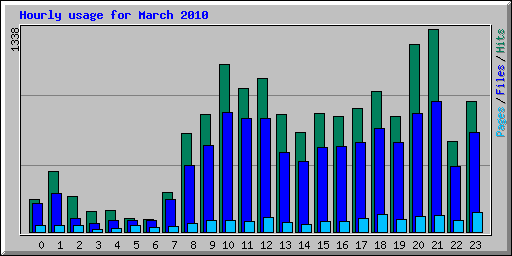 Hourly usage for March 2010
1338
Pages/Files/Hits
0 1 2 3 4 5 6 7 8 9 10 11 12 13 14 15 16 17 18 19 20 21 22 23